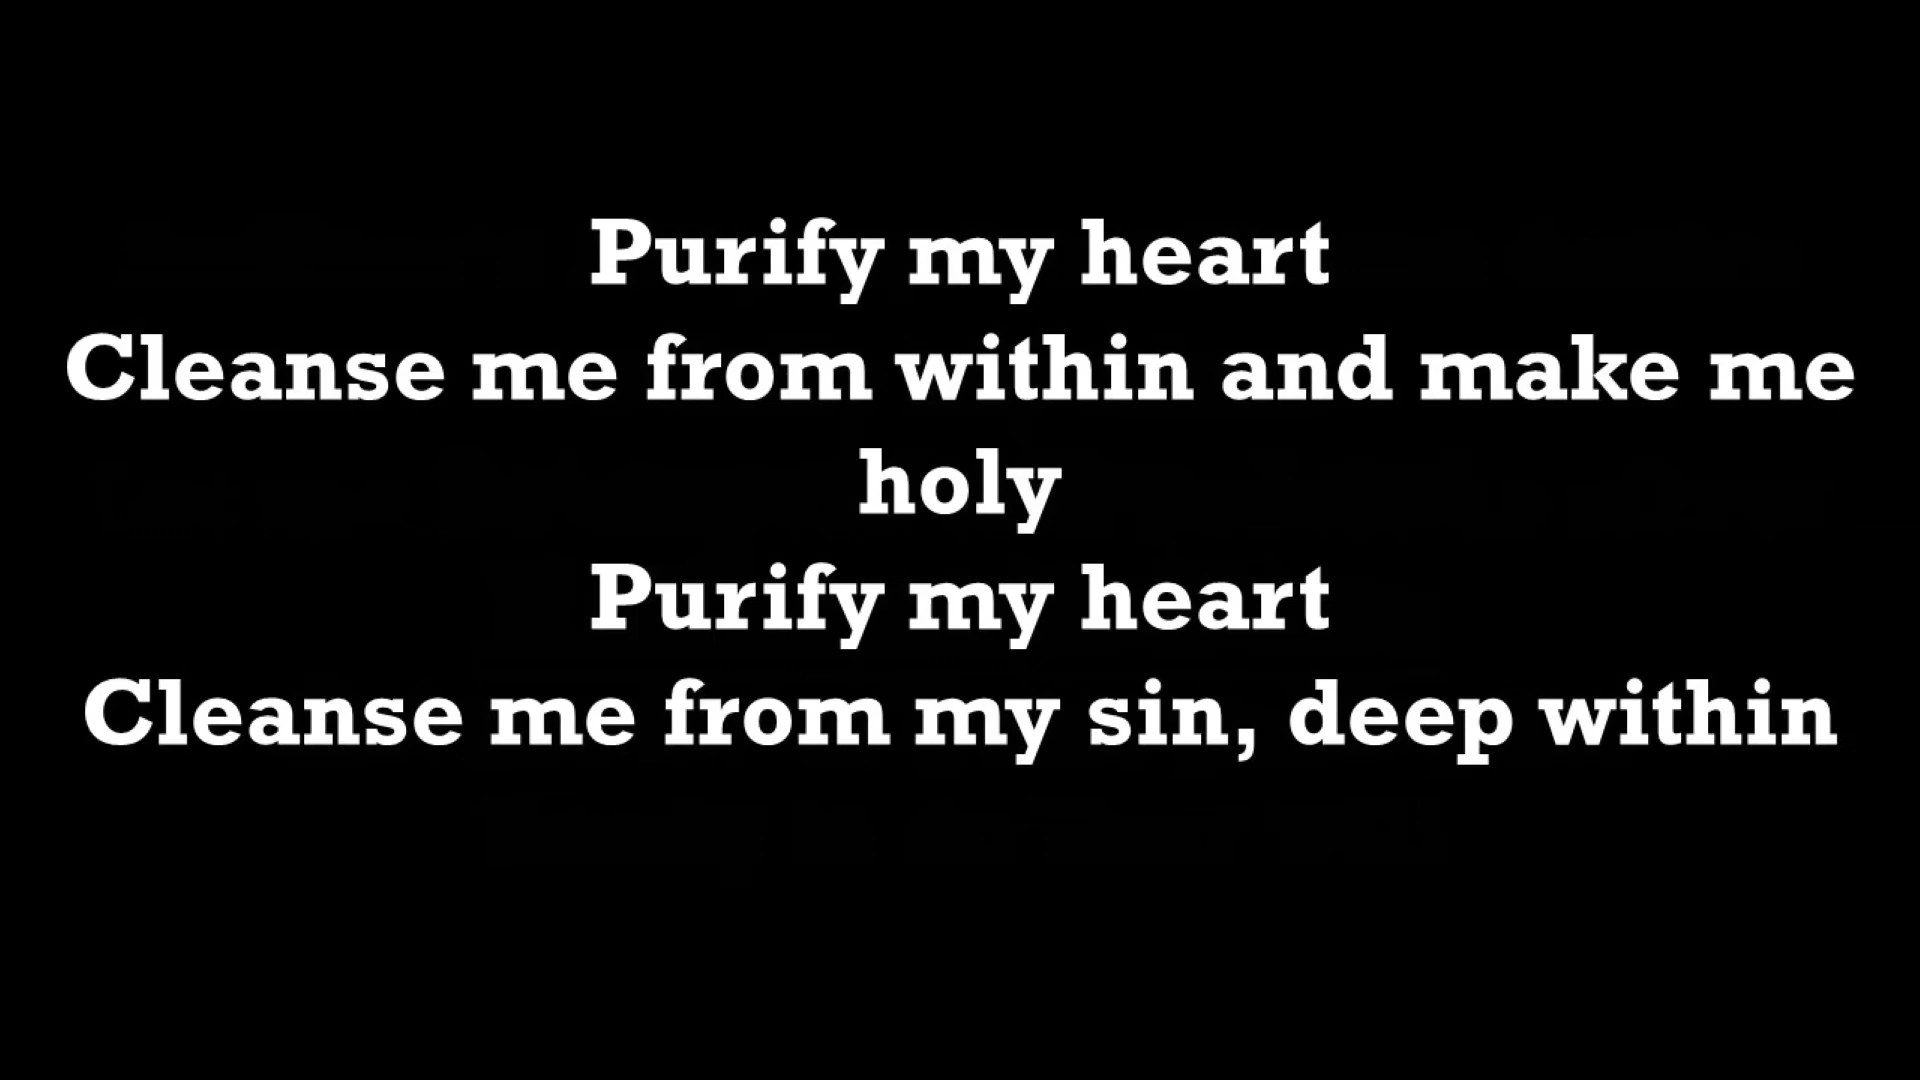 Purify my heart
Cleanse me from within and make me
holy
Purify my heart
Cleanse me from my sin, deep within